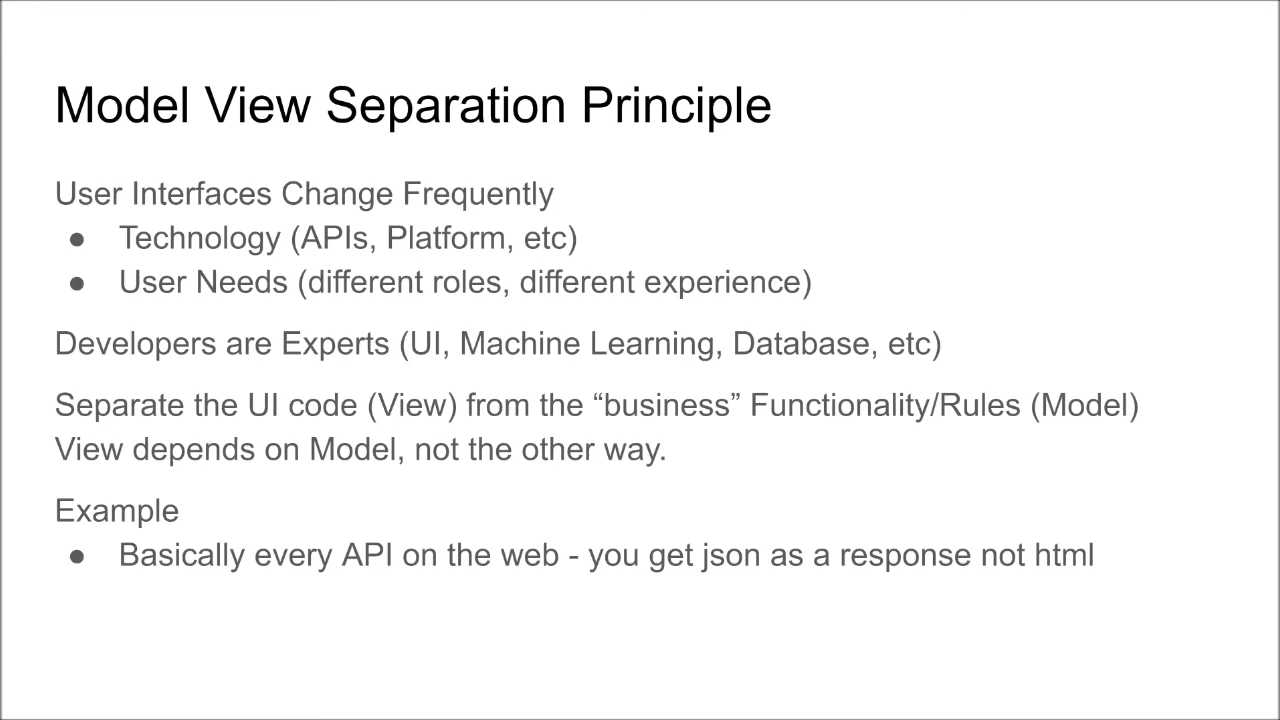 Model View Separation Principle
User Interfaces Change Frequently
● Technology (APIs, Platform, etc)
● User Needs (different roles, different experience)
Developers are Experts (UI, Machine Learning, Database, etc)
Separate the UI code (View) from the “business” Functionality/Rules (Model)
View depends on Model, not the other way.
Example
● Basically every API on the web - you get json as a response not html